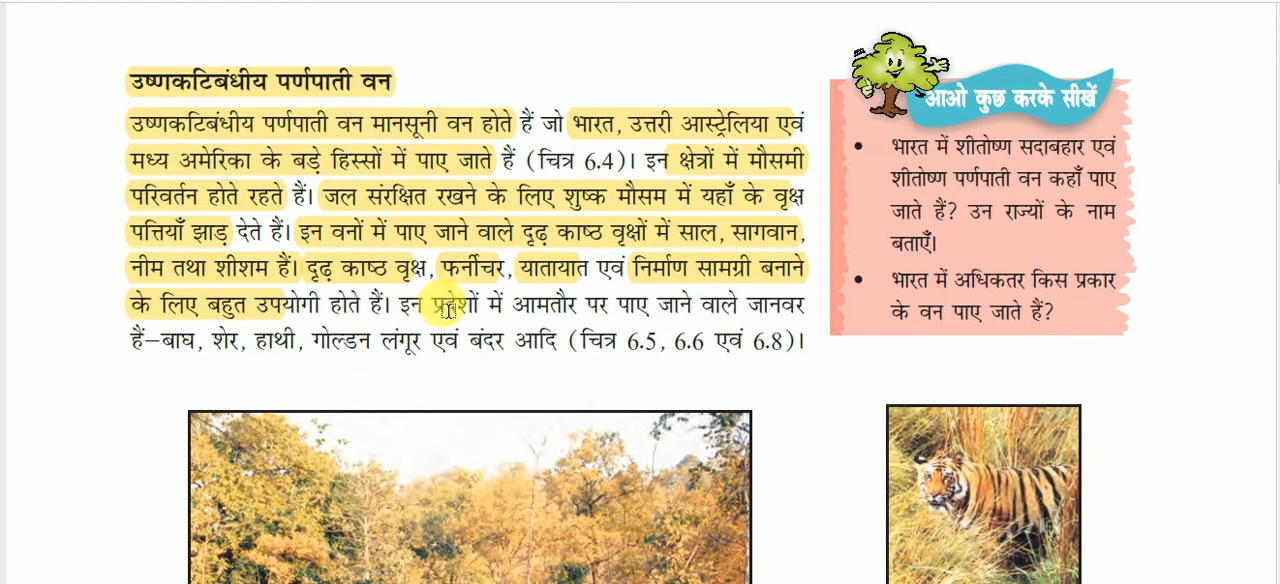 उष्णकटिबंधीय पर्णपाती वन
उष्णकटिबंधीय पर्णपाती वन मानसूनी वन होते हैं जो भारत, उत्तरी आस्ट्रेलिया एवं
मध्य अमेरिका के बड़े हिस्सों में पाए जाते हैं (चित्र 6.4)। इन क्षेत्रों में मौसमी
परिवर्तन होते रहते हैं। जल संरक्षित रखने के लिए शुष्क मौसम में यहाँ के वृक्ष
पत्तियाँ झाड़ देते हैं। इन वनों में पाए जाने वाले दृढ़ काष्ठ वृक्षों में साल, सागवान,
नीम तथा शीशम हैं। दृढ़ काष्ठ वृक्ष, फर्नीचर, यातायात एवं निर्माण सामग्री बनाने
के लिए बहुत उपयोगी होते हैं। इन प्रदेशों में आमतौर पर पाए जाने वाले जानवर
हैं–बाघ, शेर, हाथी, गोल्डन लंगूर एवं बंदर आदि (चित्र 6.5, 6.6 एवं 6.8)।
आओ कुछ करके सीखें
• भारत में शीतोष्ण सदाबहार एवं
शीतोष्ण पर्णपाती वन कहाँ पाए
जाते हैं? उन राज्यों के नाम
बताएँ।
• भारत में अधिकतर किस प्रकार
के वन पाए जाते हैं?